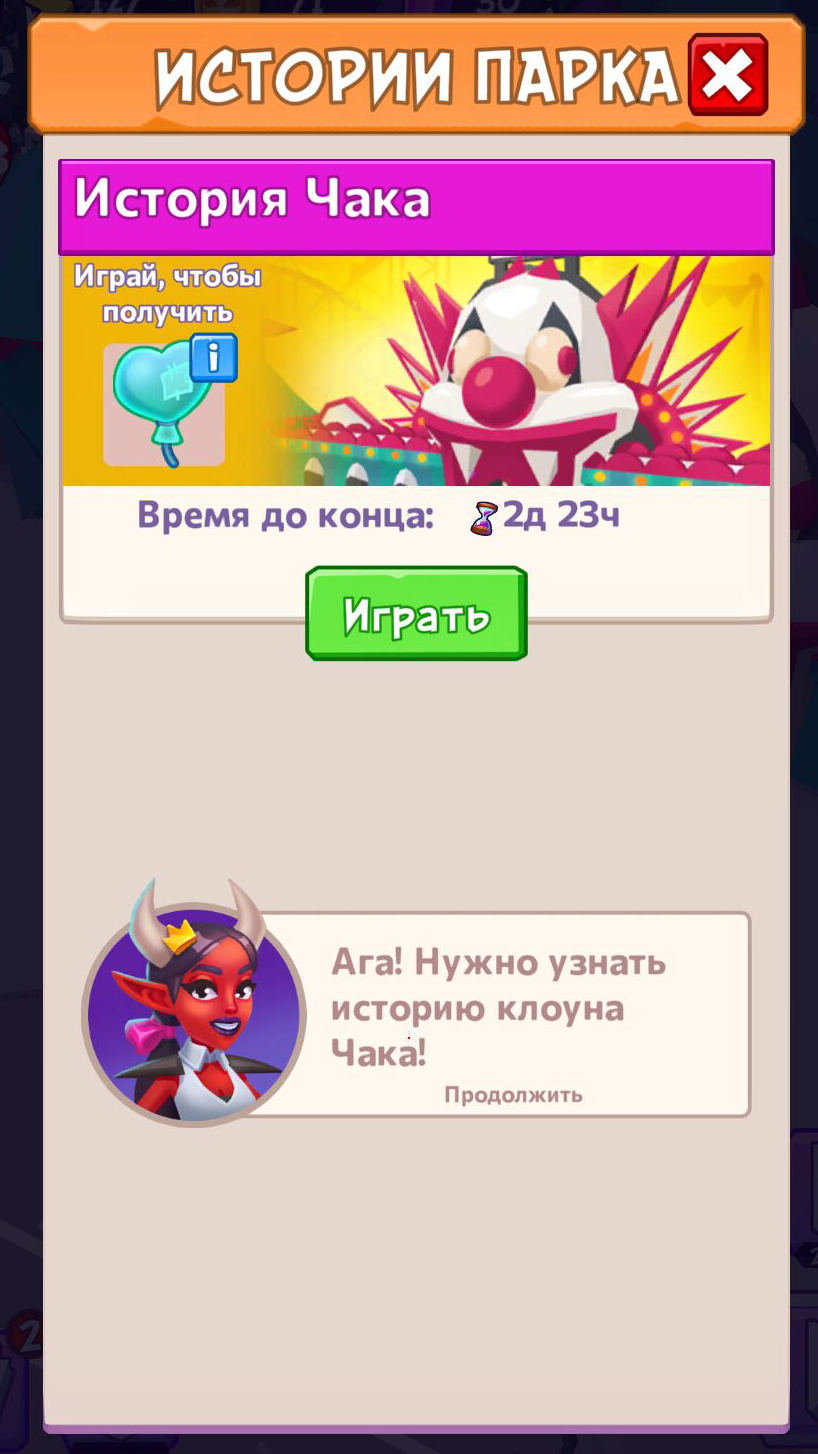 ИСТОРИИ ПАРКА
История Чака
Играй, чтобы
получить
i
Время до конца: 2д 23ч
Играть
Ага! Нужно узнать
историю клоуна
Чака!
Продолжить
2